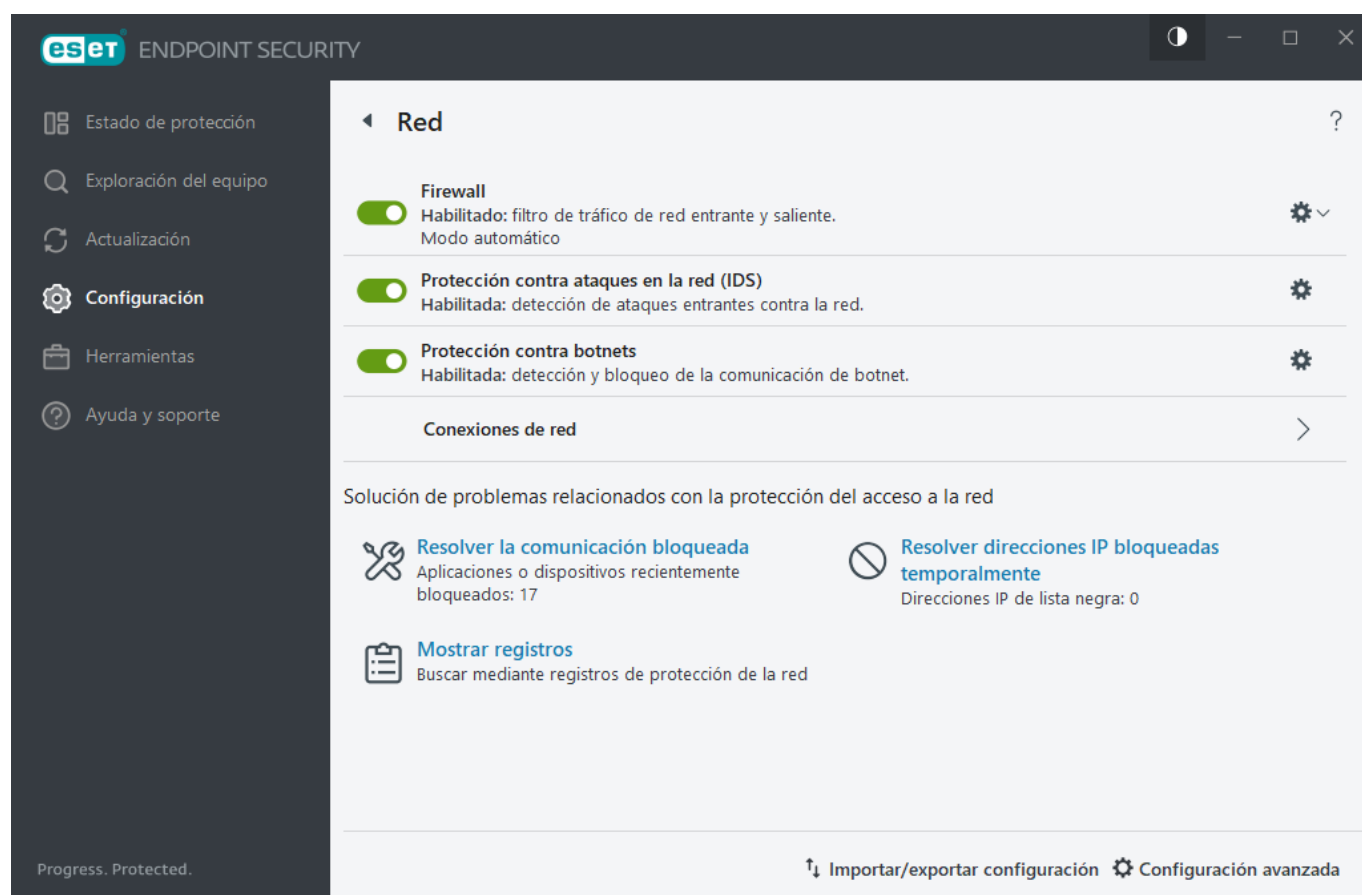 eset ENDPOINT SECURITY
Estado de protección
Exploración del equipo
Actualización
Configuración
Herramientas
Ayuda y soporte
Progress. Protected.
Red
?
Firewall
Habilitado: filtro de tráfico de red entrante y saliente.
Modo automático
Protección contra ataques en la red (IDS)
Habilitada: detección de ataques entrantes contra la red.
Protección contra botnets
Habilitada: detección y bloqueo de la comunicación de botnet.
Conexiones de red
Solución de problemas relacionados con la protección del acceso a la red
Resolver la comunicación bloqueada
Aplicaciones o dispositivos recientemente
bloqueados: 17
Resolver direcciones IP bloqueadas
temporalmente
Direcciones IP de lista negra: 0
Mostrar registros
Buscar mediante registros de protección de la red
Importar/exportar configuración Configuración avanzada